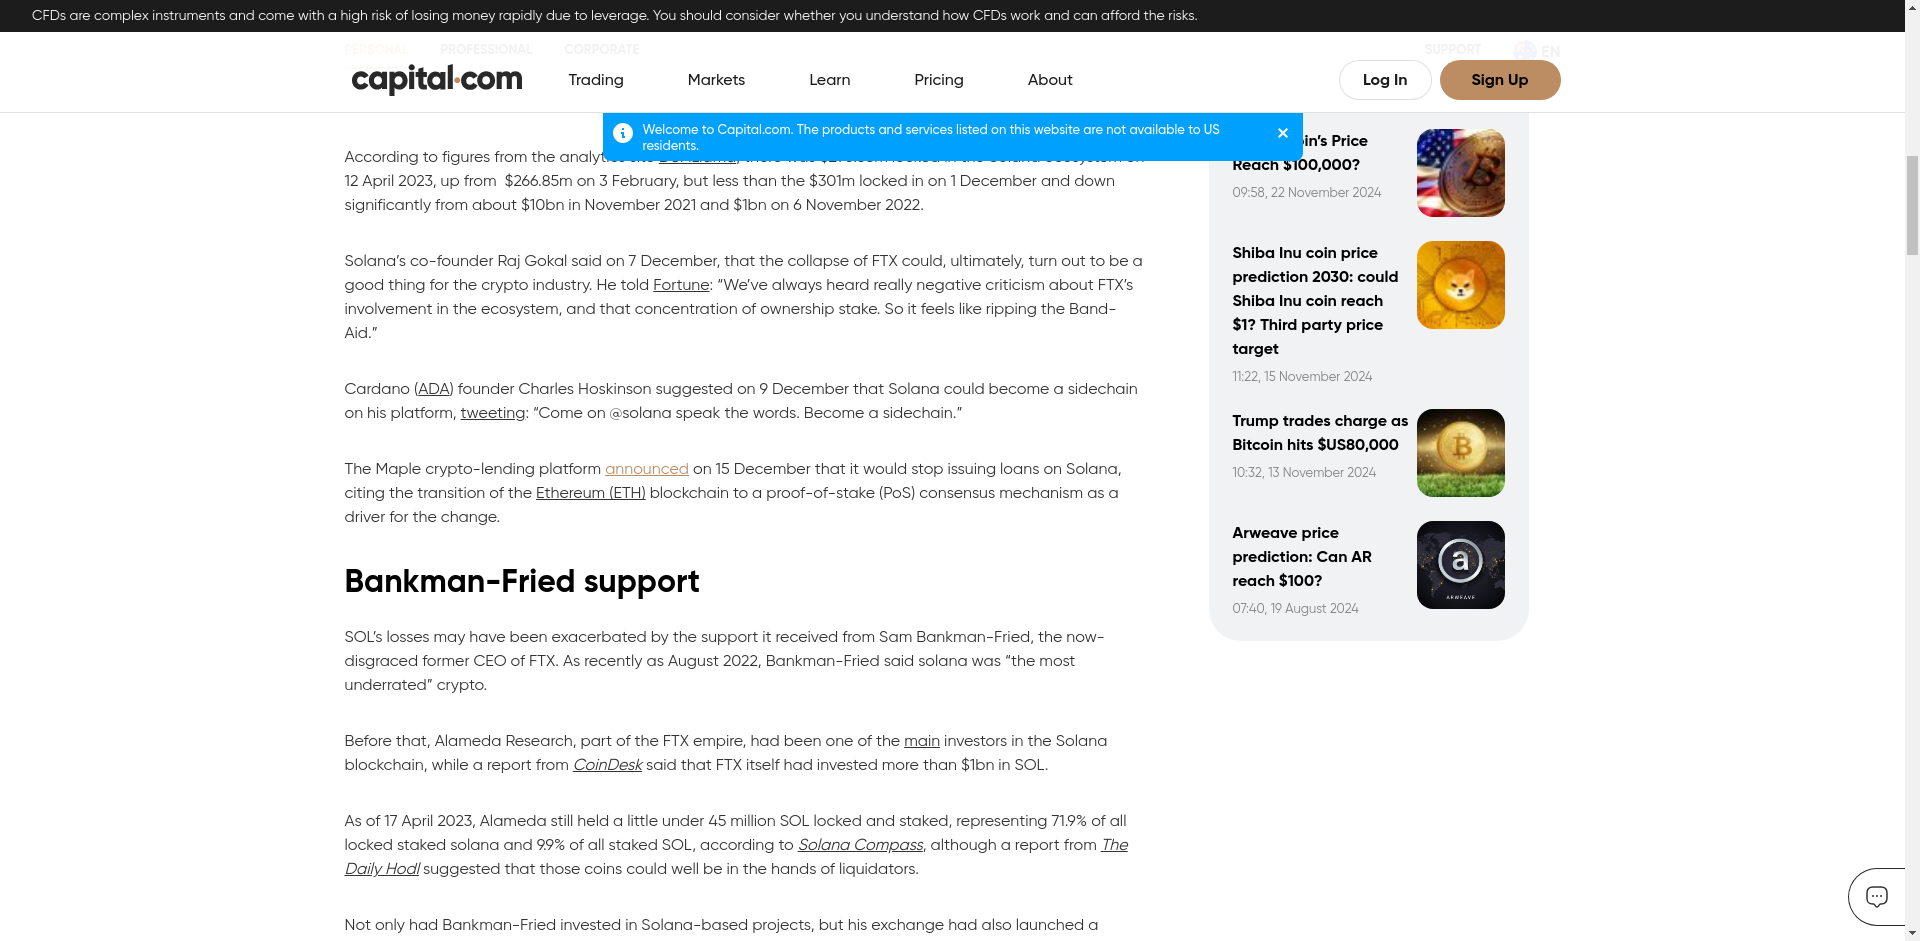 CFDs are complex instruments and come with a high risk of losing money rapidly due to leverage. You should consider whether you understand how CFDs work and can afford the risks.
PERSONAL PROFESSIONAL CORPORATE SUPPORT EN
capital.com Trading Markets Learn Pricing About Log In Sign Up
Welcome to Capital.com. The products and services listed on this website are not available to US
residents.
According to figures from the
12 April 2023, up from $266.85m on 3 February, but less than the $301m locked in on 1 December and down
significantly from about $10bn in November 2021 and $1bn on 6 November 2022.
Solana’s co-founder Raj Gokal said on 7 December, that the collapse of FTX could, ultimately, turn out to be a
good thing for the crypto industry. He told Fortune: “We’ve always heard really negative criticism about FTX’s
involvement in the ecosystem, and that concentration of ownership stake. So it feels like ripping the Band-
Aid.”
Cardano (ADA) founder Charles Hoskinson suggested on 9 December that Solana could become a sidechain
on his platform, tweeting: “Come on @solana speak the words. Become a sidechain.”
The Maple crypto-lending platform announced on 15 December that it would stop issuing loans on Solana,
citing the transition of the Ethereum (ETH) blockchain to a proof-of-stake (PoS) consensus mechanism as a
driver for the change.
Bankman-Fried support
SOL’s losses may have been exacerbated by the support it received from Sam Bankman-Fried, the now-
disgraced former CEO of FTX. As recently as August 2022, Bankman-Fried said solana was “the most
underrated” crypto.
Before that, Alameda Research, part of the FTX empire, had been one of the main investors in the Solana
blockchain, while a report from CoinDesk said that FTX itself had invested more than $1bn in SOL.
As of 17 April 2023, Alameda still held a little under 45 million SOL locked and staked, representing 71.9% of all
locked staked solana and 9.9% of all staked SOL, according to Solana Compass, although a report from The
Daily Hodl suggested that those coins could well be in the hands of liquidators.
Not only had Bankman-Fried invested in Solana-based projects, but his exchange had also launched a
Price
Reach $100,000?
09:58, 22 November 2024
Shiba Inu coin price
prediction 2030: could
Shiba Inu coin reach
$1? Third party price
target
11:22, 15 November 2024
Trump trades charge as
Bitcoin hits $US80,000
10:32, 13 November 2024
Arweave price
prediction: Can AR
reach $100?
07:40, 19 August 2024
a
ARWEAVE